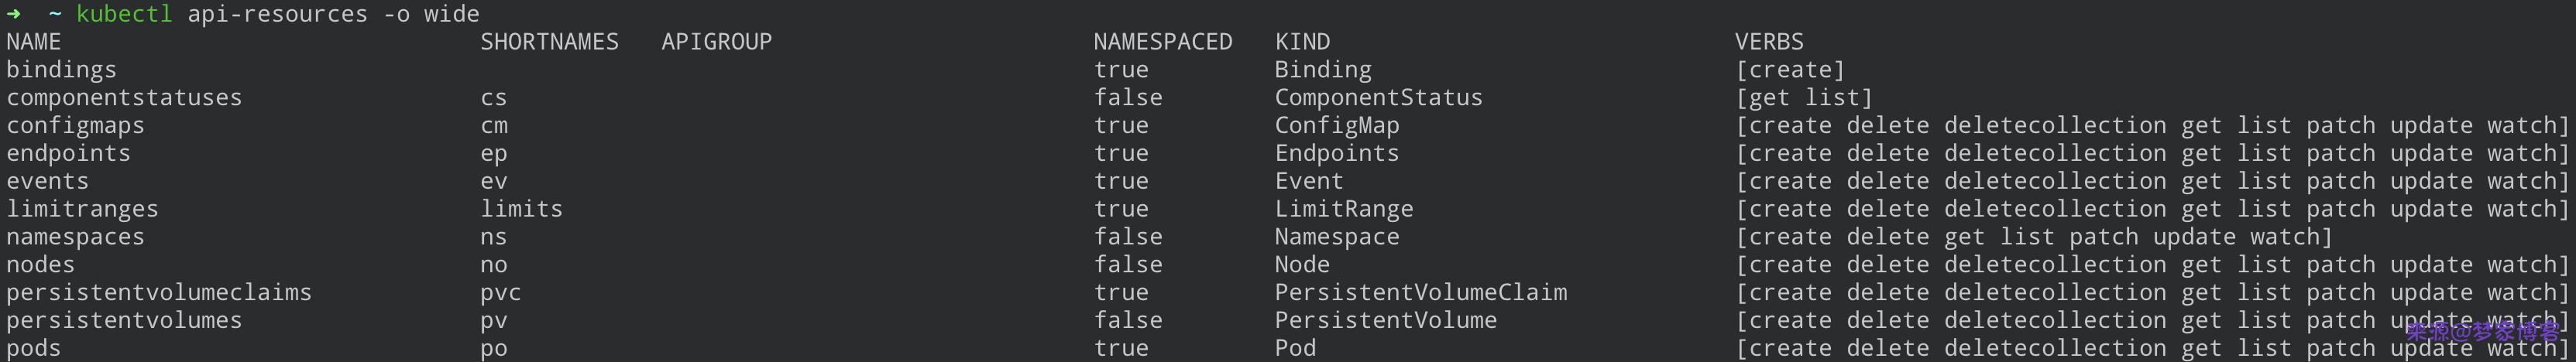 ➜  ~ kubectl api-resources -o wide
NAME                              SHORTNAMES   APIGROUP                       NAMESPACED   KIND                             VERBS
bindings                                                                      true         Binding                          [create]
componentstatuses                 cs                                          false        ComponentStatus                  [get list]
configmaps                        cm                                          true         ConfigMap                        [create delete deletecollection get list patch update watch]
endpoints                         ep                                          true         Endpoints                        [create delete deletecollection get list patch update watch]
events                            ev                                          true         Event                            [create delete deletecollection get list patch update watch]
limitranges                       limits                                      true         LimitRange                       [create delete deletecollection get list patch update watch]
namespaces                        ns                                          false        Namespace                        [create delete get list patch update watch]
nodes                             no                                          false        Node                             [create delete deletecollection get list patch update watch]
persistentvolumeclaims            pvc                                         true         PersistentVolumeClaim            [create delete deletecollection get list patch update watch]
persistentvolumes                 pv                                          false        PersistentVolume                 [create delete deletecollection get list patch update watch]
来源@梦家博客
pods                              po                                          true         Pod                              [create delete deletecollection get list patch update watch]